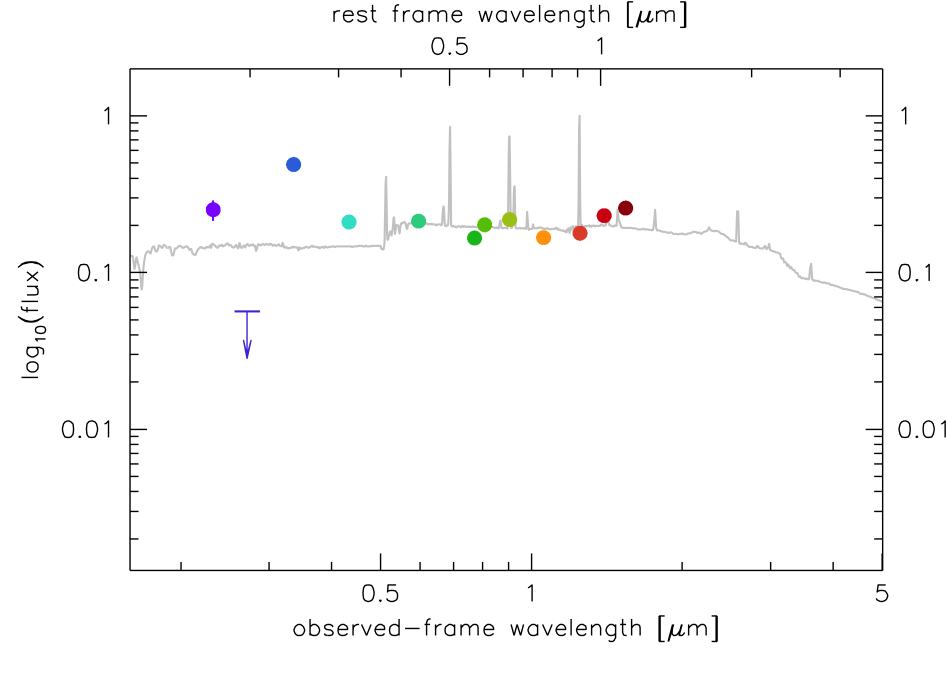 rest frame wavelength [μm]
0.5 1
1 1
0.1 0.1
log₁₀(flux)
0.01 0.01
0.5 1 5
observed-frame wavelength [μm]